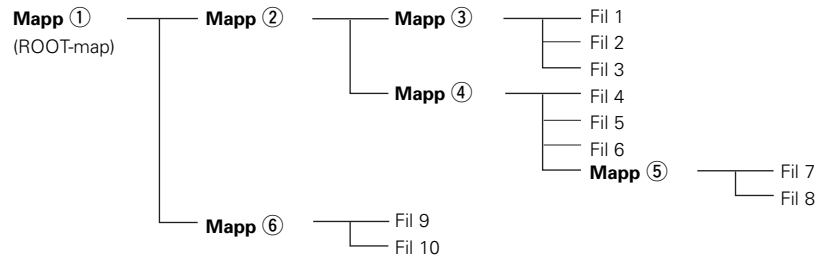 Mapp ① Mapp ② Mapp ③ Fil 1
(ROOT-map) Fil 2
Fil 3
Mapp ④ Fil 4
Fil 5
Fil 6
Mapp ⑤ Fil 7
Fil 8
Mapp ⑥ Fil 9
Fil 10